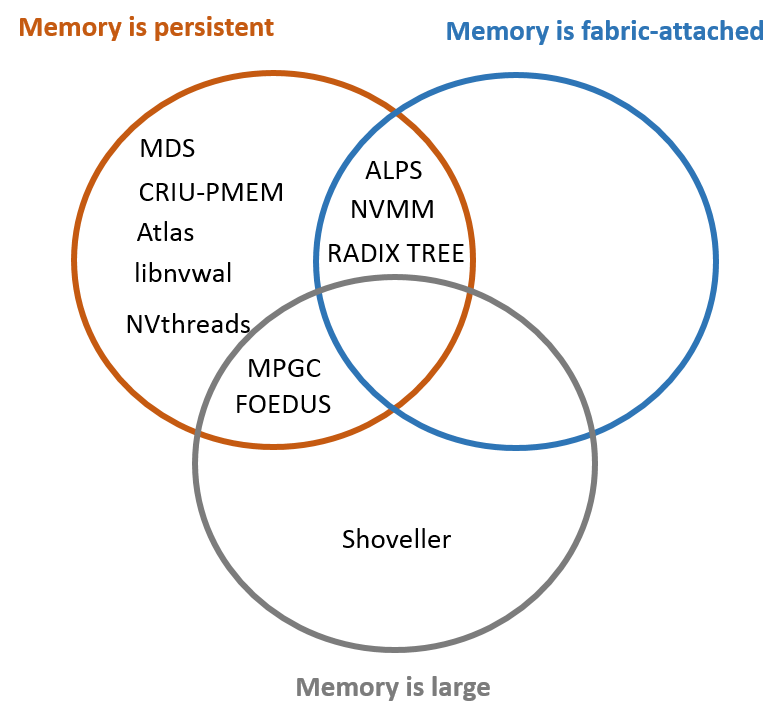 Memory is persistent
Memory is fabric-attached
MDS
CRIU-PMEM
Atlas
libnvwal
NVthreads
ALPS
NVMM
RADIX TREE
MPGC
FOEDUS
Shoveller
Memory is large